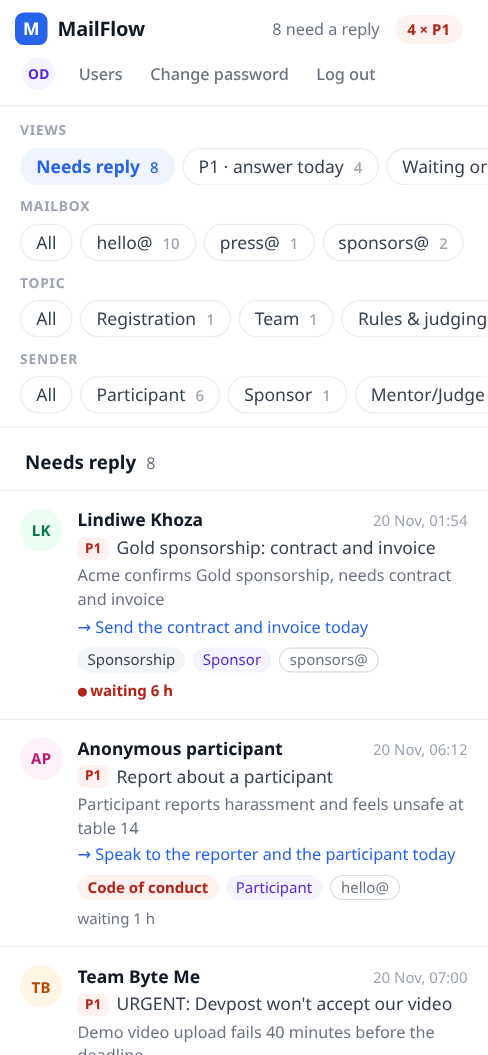 M MailFlow 8 need a reply 4 × P1
OD Users Change password Log out
VIEWS
Needs reply 8 P1 · answer today 4 Waiting
MAILBOX
All hello@ 10 press@ 1 sponsors@ 2
TOPIC
All Registration 1 Team 1 Rules & judging
SENDER
All Participant 6 Sponsor 1 Mentor/Judge
Needs reply 8
LK Lindiwe Khoza 20 Nov, 01:54
P1 Gold sponsorship: contract and invoice
Acme confirms Gold sponsorship, needs contract
and invoice
→ Send the contract and invoice today
Sponsorship Sponsor sponsors@
● waiting 6 h
AP Anonymous participant 20 Nov, 06:12
P1 Report about a participant
Participant reports harassment and feels unsafe at
table 14
→ Speak to the reporter and the participant today
Code of conduct Participant hello@
waiting 1 h
TB Team Byte Me 20 Nov, 07:00
P1 URGENT: Devpost won't accept our video
Demo video upload fails 40 minutes before the
deadline